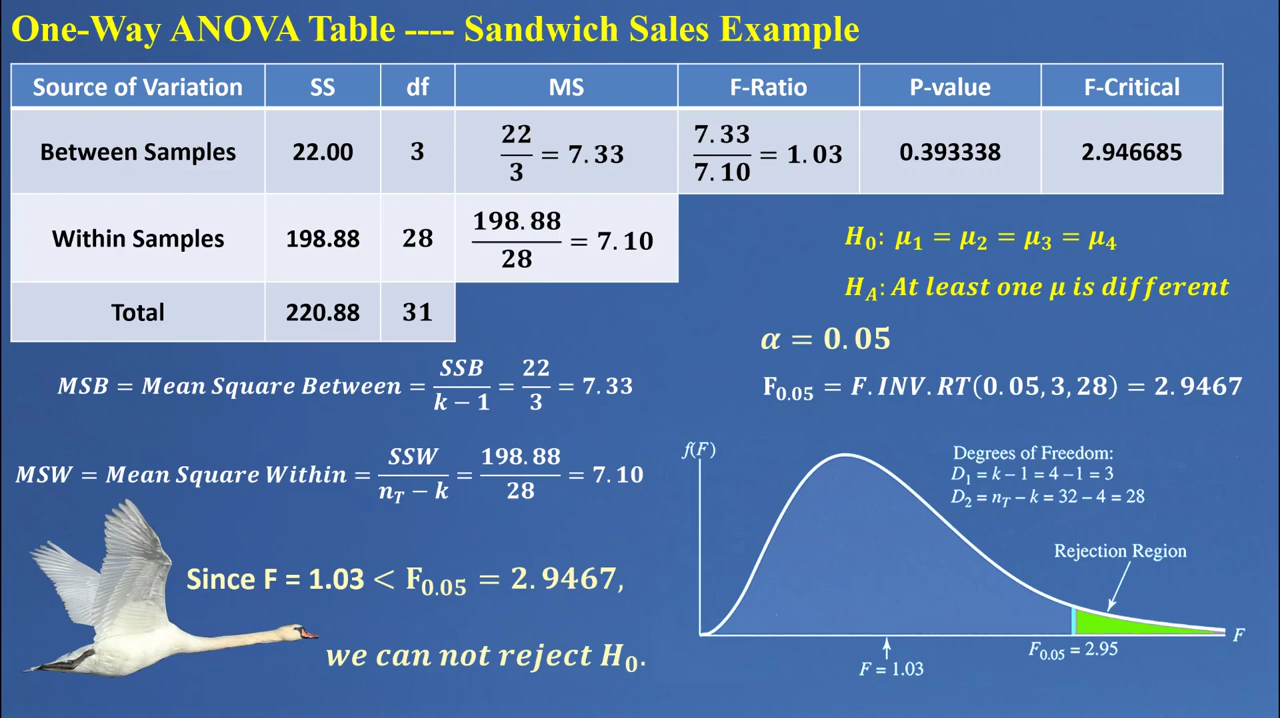 One-Way ANOVA Table ---- Sandwich Sales Example
Source of Variation SS df MS F-Ratio P-value F-Critical
Between Samples 22.00 3 22/3 = 7.33 7.33/7.10 = 1.03 0.393338 2.946685
Within Samples 198.88 28 198.88/28 = 7.10
Total 220.88 31
H₀: μ₁ = μ₂ = μ₃ = μ₄
H_A: At least one μ is different
α = 0.05
F₀.₀₅ = F.INV.RT(0.05, 3, 28) = 2.9467
MSB = Mean Square Between = SSB/(k − 1) = 22/3 = 7.33
MSW = Mean Square Within = SSW/(n_T − k) = 198.88/28 = 7.10
Since F = 1.03 < F₀.₀₅ = 2.9467,
we can not reject H₀.
f(F)
Degrees of Freedom:
D₁ = k − 1 = 4 − 1 = 3
D₂ = n_T − k = 32 − 4 = 28
Rejection Region
F
F₀.₀₅ = 2.95
F = 1.03